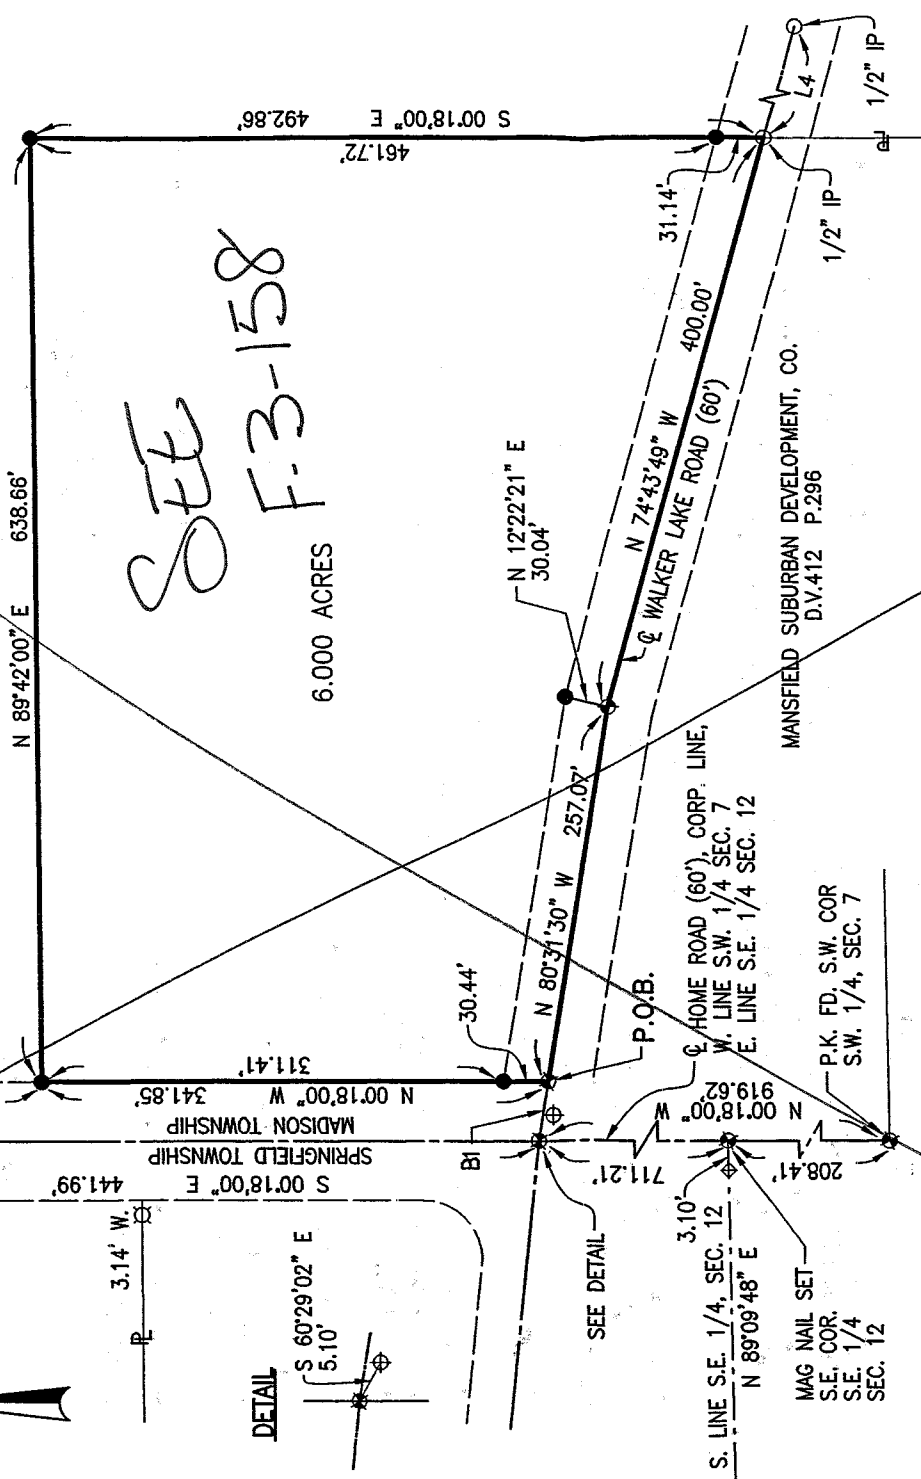 N 89°42'00" E 638.66'
S 00°18'00" E 492.86'
461.72'
SEE
F-3-158
6.000 ACRES
N 12°22'21" E
30.04'
31.14'
L4
1/2" IP
1/2" IP
PL
N 74°43'49" W 400.00'
℄ WALKER LAKE ROAD (60')
MANSFIELD SUBURBAN DEVELOPMENT, CO.
D.V.412 P.296
N 80°31'30" W 257.07'
30.44'
P.O.B.
311.41'
N 00°18'00" W 341.85'
MADISON TOWNSHIP
SPRINGFIELD TOWNSHIP
S 00°18'00" E 441.99'
B1
℄ HOME ROAD (60'), CORP. LINE,
W. LINE S.W. 1/4 SEC. 7
E. LINE S.E. 1/4 SEC. 12
N 00°18'00" W
919.62'
711.21'
208.41'
P.K. FD. S.W. COR
S.W. 1/4, SEC. 7
3.14' W.
PL
DETAIL
S 60°29'02" E
5.10'
SEE DETAIL
3.10'
S. LINE S.E. 1/4, SEC. 12
N 89°09'48" E
MAG NAIL SET
S.E. COR.
S.E. 1/4
SEC. 12